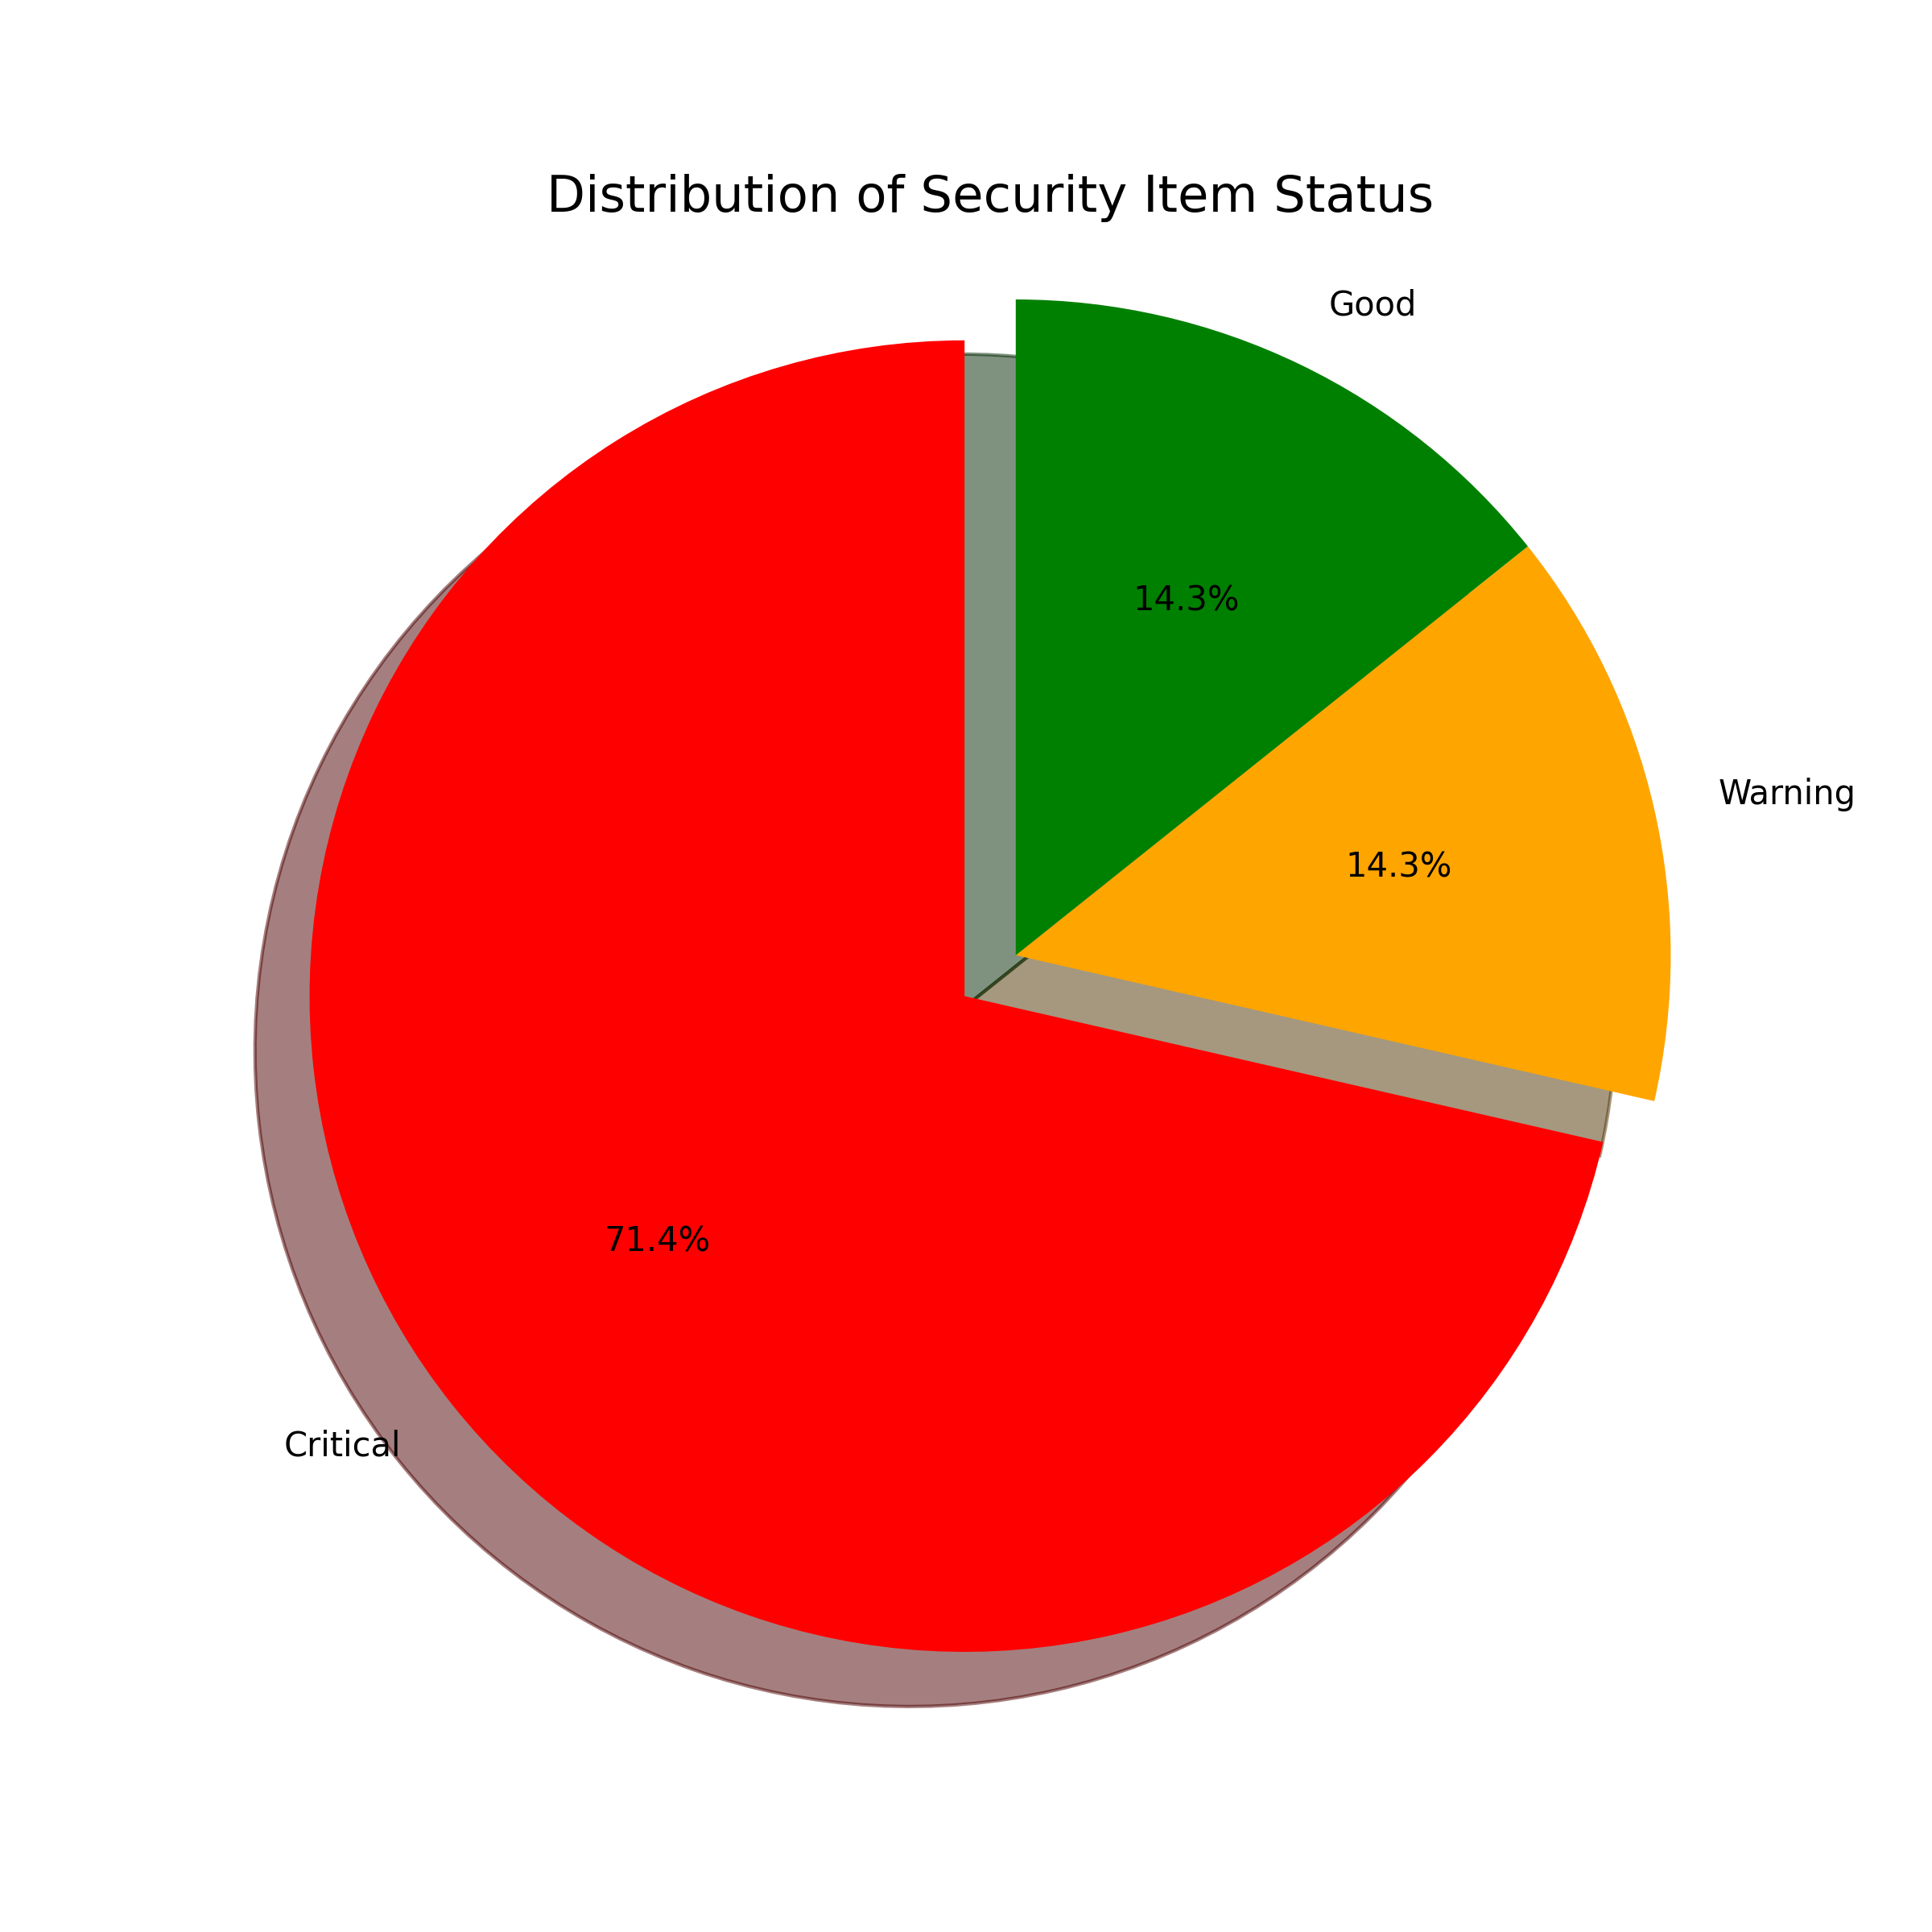 Distribution of Security Item Status
Good
14.3%
Warning
14.3%
71.4%
Critical